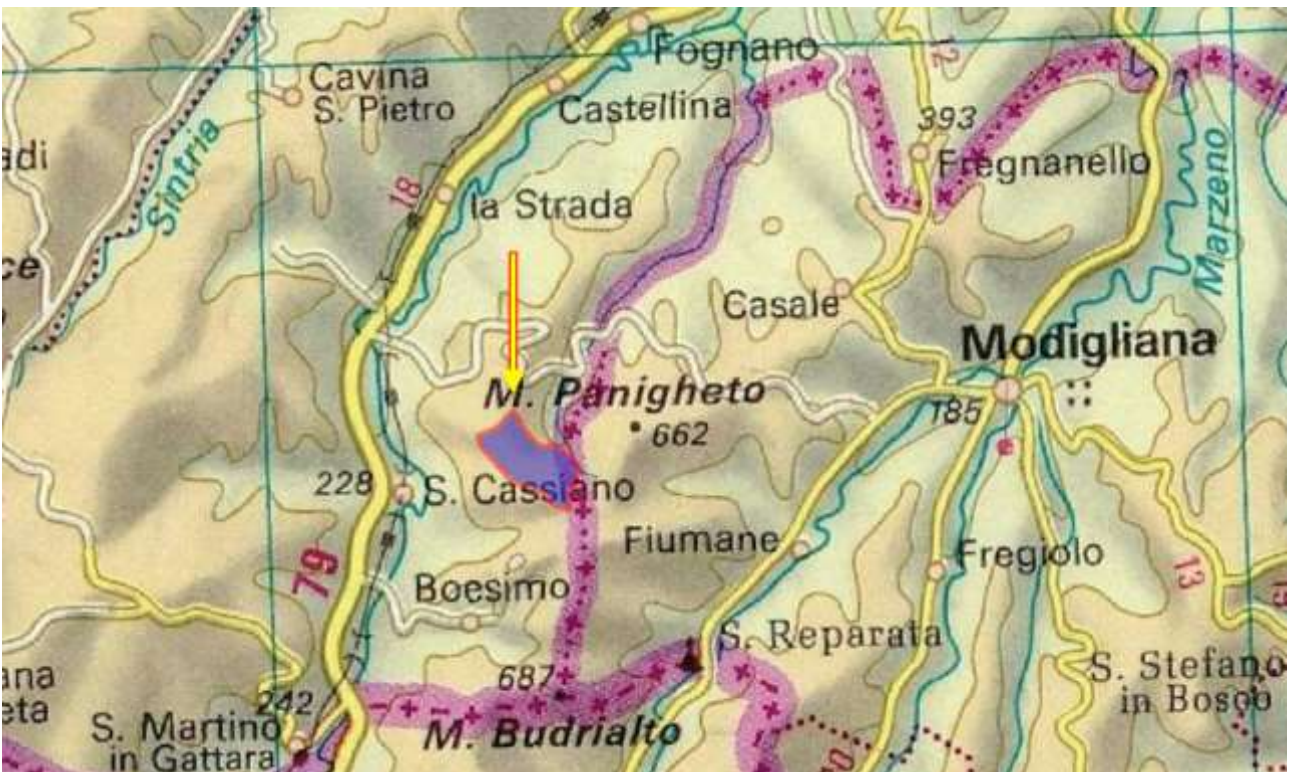 Fognano
12
Cavina
S. Pietro
Castellina
393
adi
Sintria
18
Fregnanello
la Strada
Marzeno
ce
Casale
Modigliana
M. Panigheto
185
662
228
S. Cassiano
79
Fiumane
Fregiolo
13
Boesimo
S. Reparata
687
S. Stefano
in Bosco
ana
eta
242
S. Martino
in Gattara
M. Budrialto